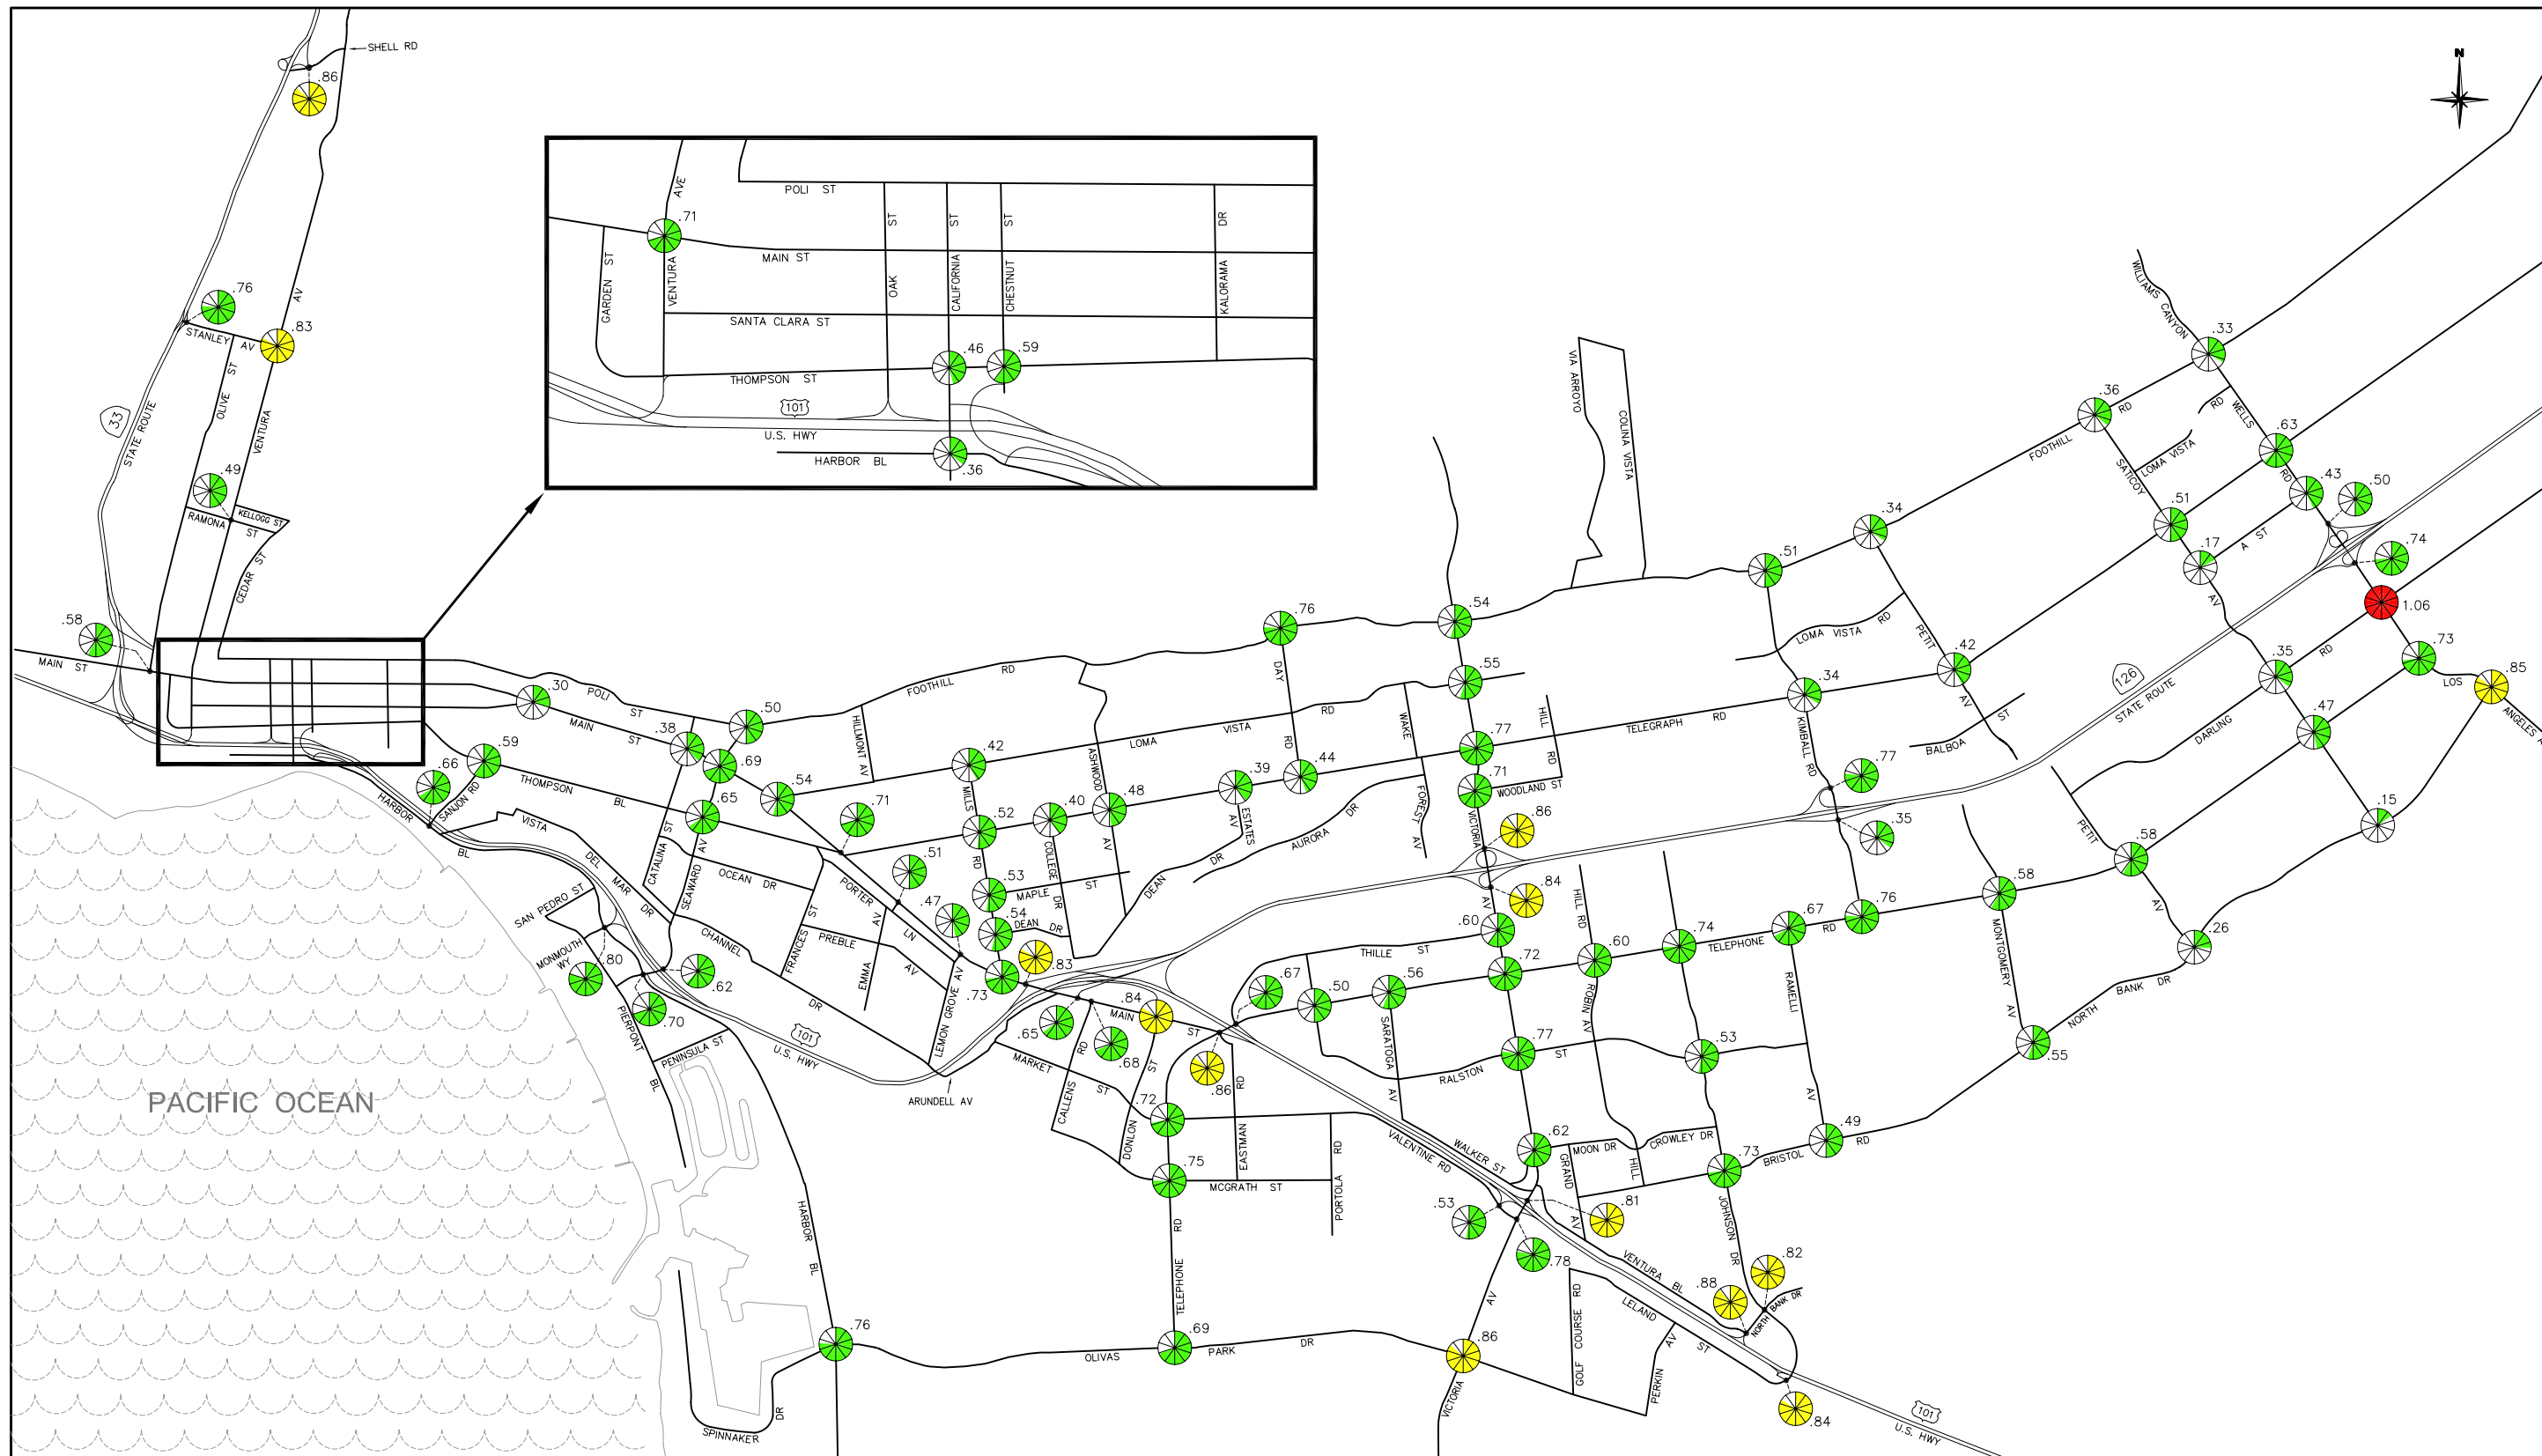 SHELL RD
N
.86
.76
STANLEY AV
.83
AV
OLIVE ST
VENTURA
33
STATE ROUTE
.49
RAMONA ST
KELLOGG ST
CEDAR ST
.58
MAIN ST
AVE
POLI ST
.71
MAIN ST
GARDEN ST
VENTURA
OAK ST
CALIFORNIA ST
CHESTNUT ST
KALORAMA DR
SANTA CLARA ST
.46
.59
THOMPSON ST
101
U.S. HWY
HARBOR BL
.36
.30
POLI ST
MAIN ST
.38
.50
.69
.59
.66
SANJON RD
HARBOR BL
THOMPSON BL
.65
.54
.71
FOOTHILL RD
HILLMONT AV
.42
MILLS RD
LOMA VISTA RD
ASHWOOD AV
.76
DAY RD
.54
.55
WAKE
FOREST AV
.77
.71
WOODLAND ST
HILL RD
VICTORIA AV
.44
.39
ESTATES
.48
.40
COLLEGE DR
.52
.53
MAPLE ST
.54
DEAN DR
DEAN DR
AURORA DR
.51
.47
.73
.83
VISTA DEL MAR DR
CATALINA ST
SEAWARD AV
OCEAN DR
PORTER LN
FRANCES ST
PREBLE AV
EMMA AV
LEMON GROVE AV
CHANNEL DR
SAN PEDRO ST
MONMOUTH WY
.80
.62
.70
PIERPONT BL
PENINSULA ST
101
U.S. HWY
ARUNDELL AV
PACIFIC OCEAN
HARBOR BL
SPINNAKER DR
.76
OLIVAS PARK DR
.69
.65
.68
CALLENS RD
MARKET ST
DONLON ST
.84
MAIN ST
.86
.72
.75
EASTMAN RD
MCGRATH ST
PORTOLA RD
TELEPHONE RD
.67
.50
.56
THILLE ST
.60
.72
.77
RALSTON ST
SARATOGA AV
VALENTINE RD
WALKER ST
.62
.53
.78
.81
MOON DR
GRAND AV
CROWLEY DR
HILL
VICTORIA AV
.86
GOLF COURSE RD
LELAND ST
PERKIN AV
VENTURA BL
.88
.82
NORTH BANK DR
.84
101
U.S. HWY
JOHNSON DR
.73
BRISTOL RD
.49
RAMELLI AV
.53
HILL RD
ROBIN AV
.60
.74
TELEPHONE RD
.67
.76
.86
.84
VIA ARROYO
COLINA VISTA
.51
.34
FOOTHILL RD
.36
.33
WILLIAMS CANYON
WELLS RD
LOMA VISTA RD
SATICOY AV
.63
.43
.50
.74
.51
.17
A ST
1.06
.73
.85
LOS ANGELES
LOMA VISTA RD
PETIT AV
.42
.34
TELEGRAPH RD
KIMBALL RD
.77
.35
BALBOA ST
126
STATE ROUTE
.35
DARLING RD
.47
.15
PETIT AV
.58
.58
MONTGOMERY AV
.26
NORTH BANK DR
.55